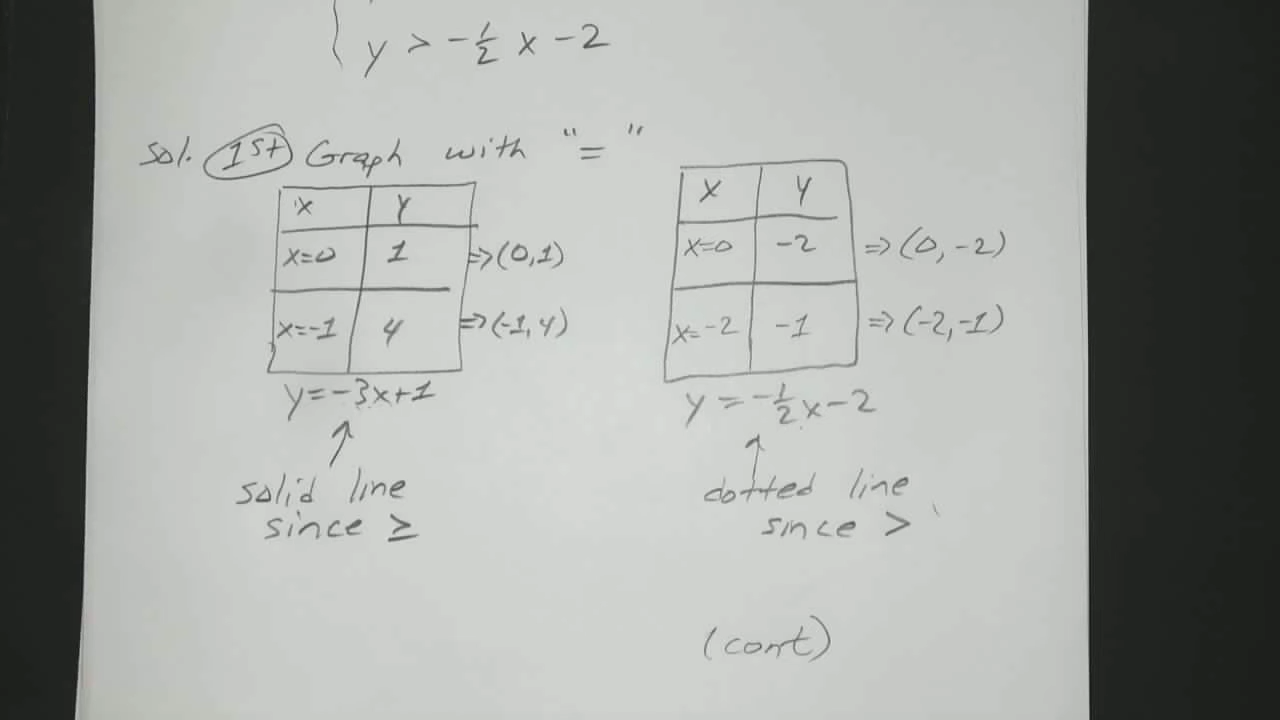 y > -1/2 x - 2
Sol. 1st Graph with "="
x y
x=0 1 => (0,1)
x=-1 4 => (-1,4)
y=-3x+1
solid line
since ≥
x y
x=0 -2 => (0,-2)
x=-2 -1 => (-2,-1)
y = -1/2 x - 2
dotted line
since >
(cont)